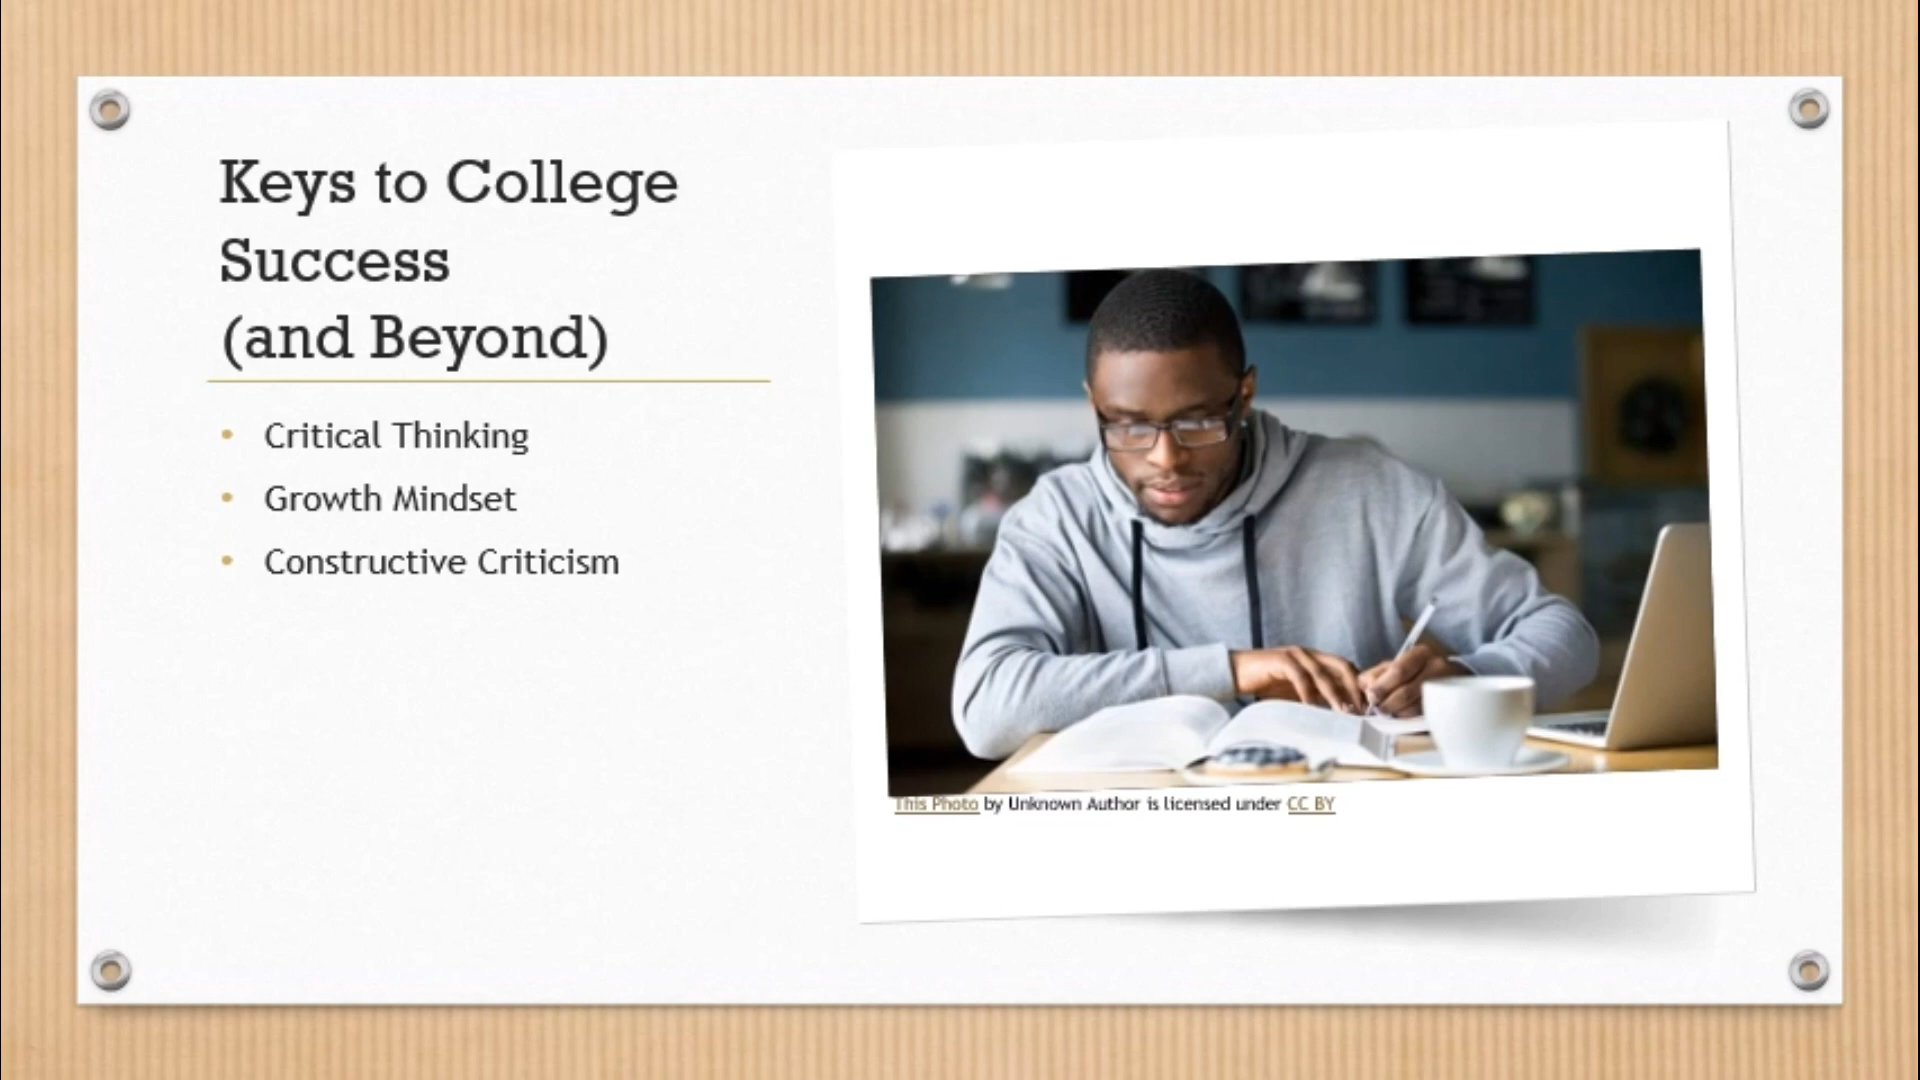 Keys to College
Success
(and Beyond)
• Critical Thinking
• Growth Mindset
• Constructive Criticism
This Photo by Unknown Author is licensed under CC BY